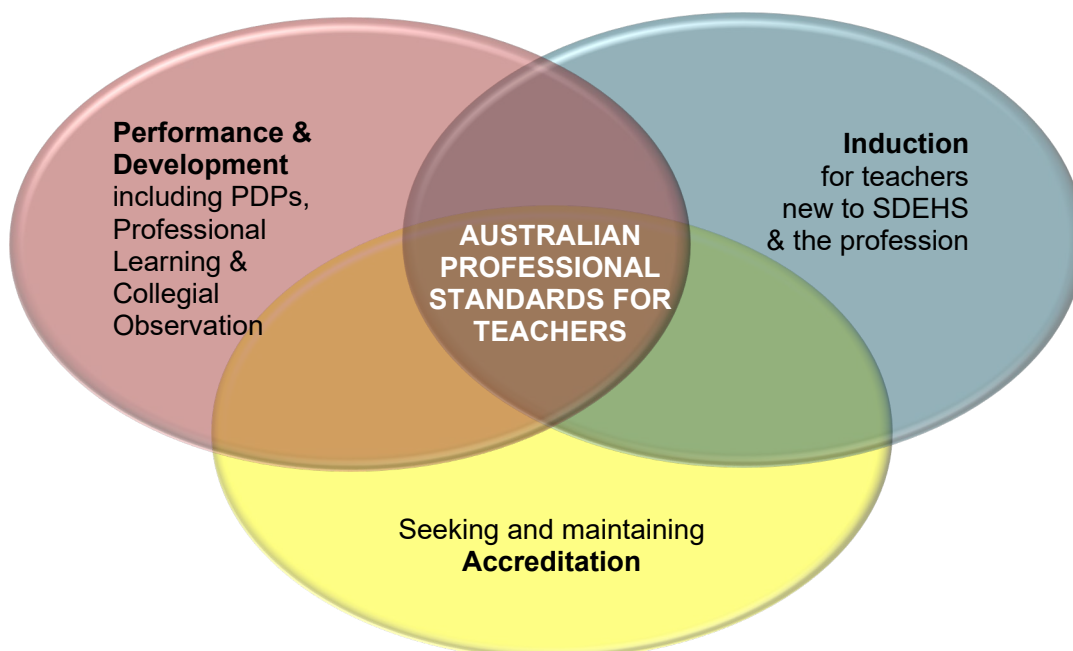 Performance &
Development
including PDPs,
Professional
Learning &
Collegial
Observation
Induction
for teachers
new to SDEHS
& the profession
AUSTRALIAN
PROFESSIONAL
STANDARDS FOR
TEACHERS
Seeking and maintaining
Accreditation